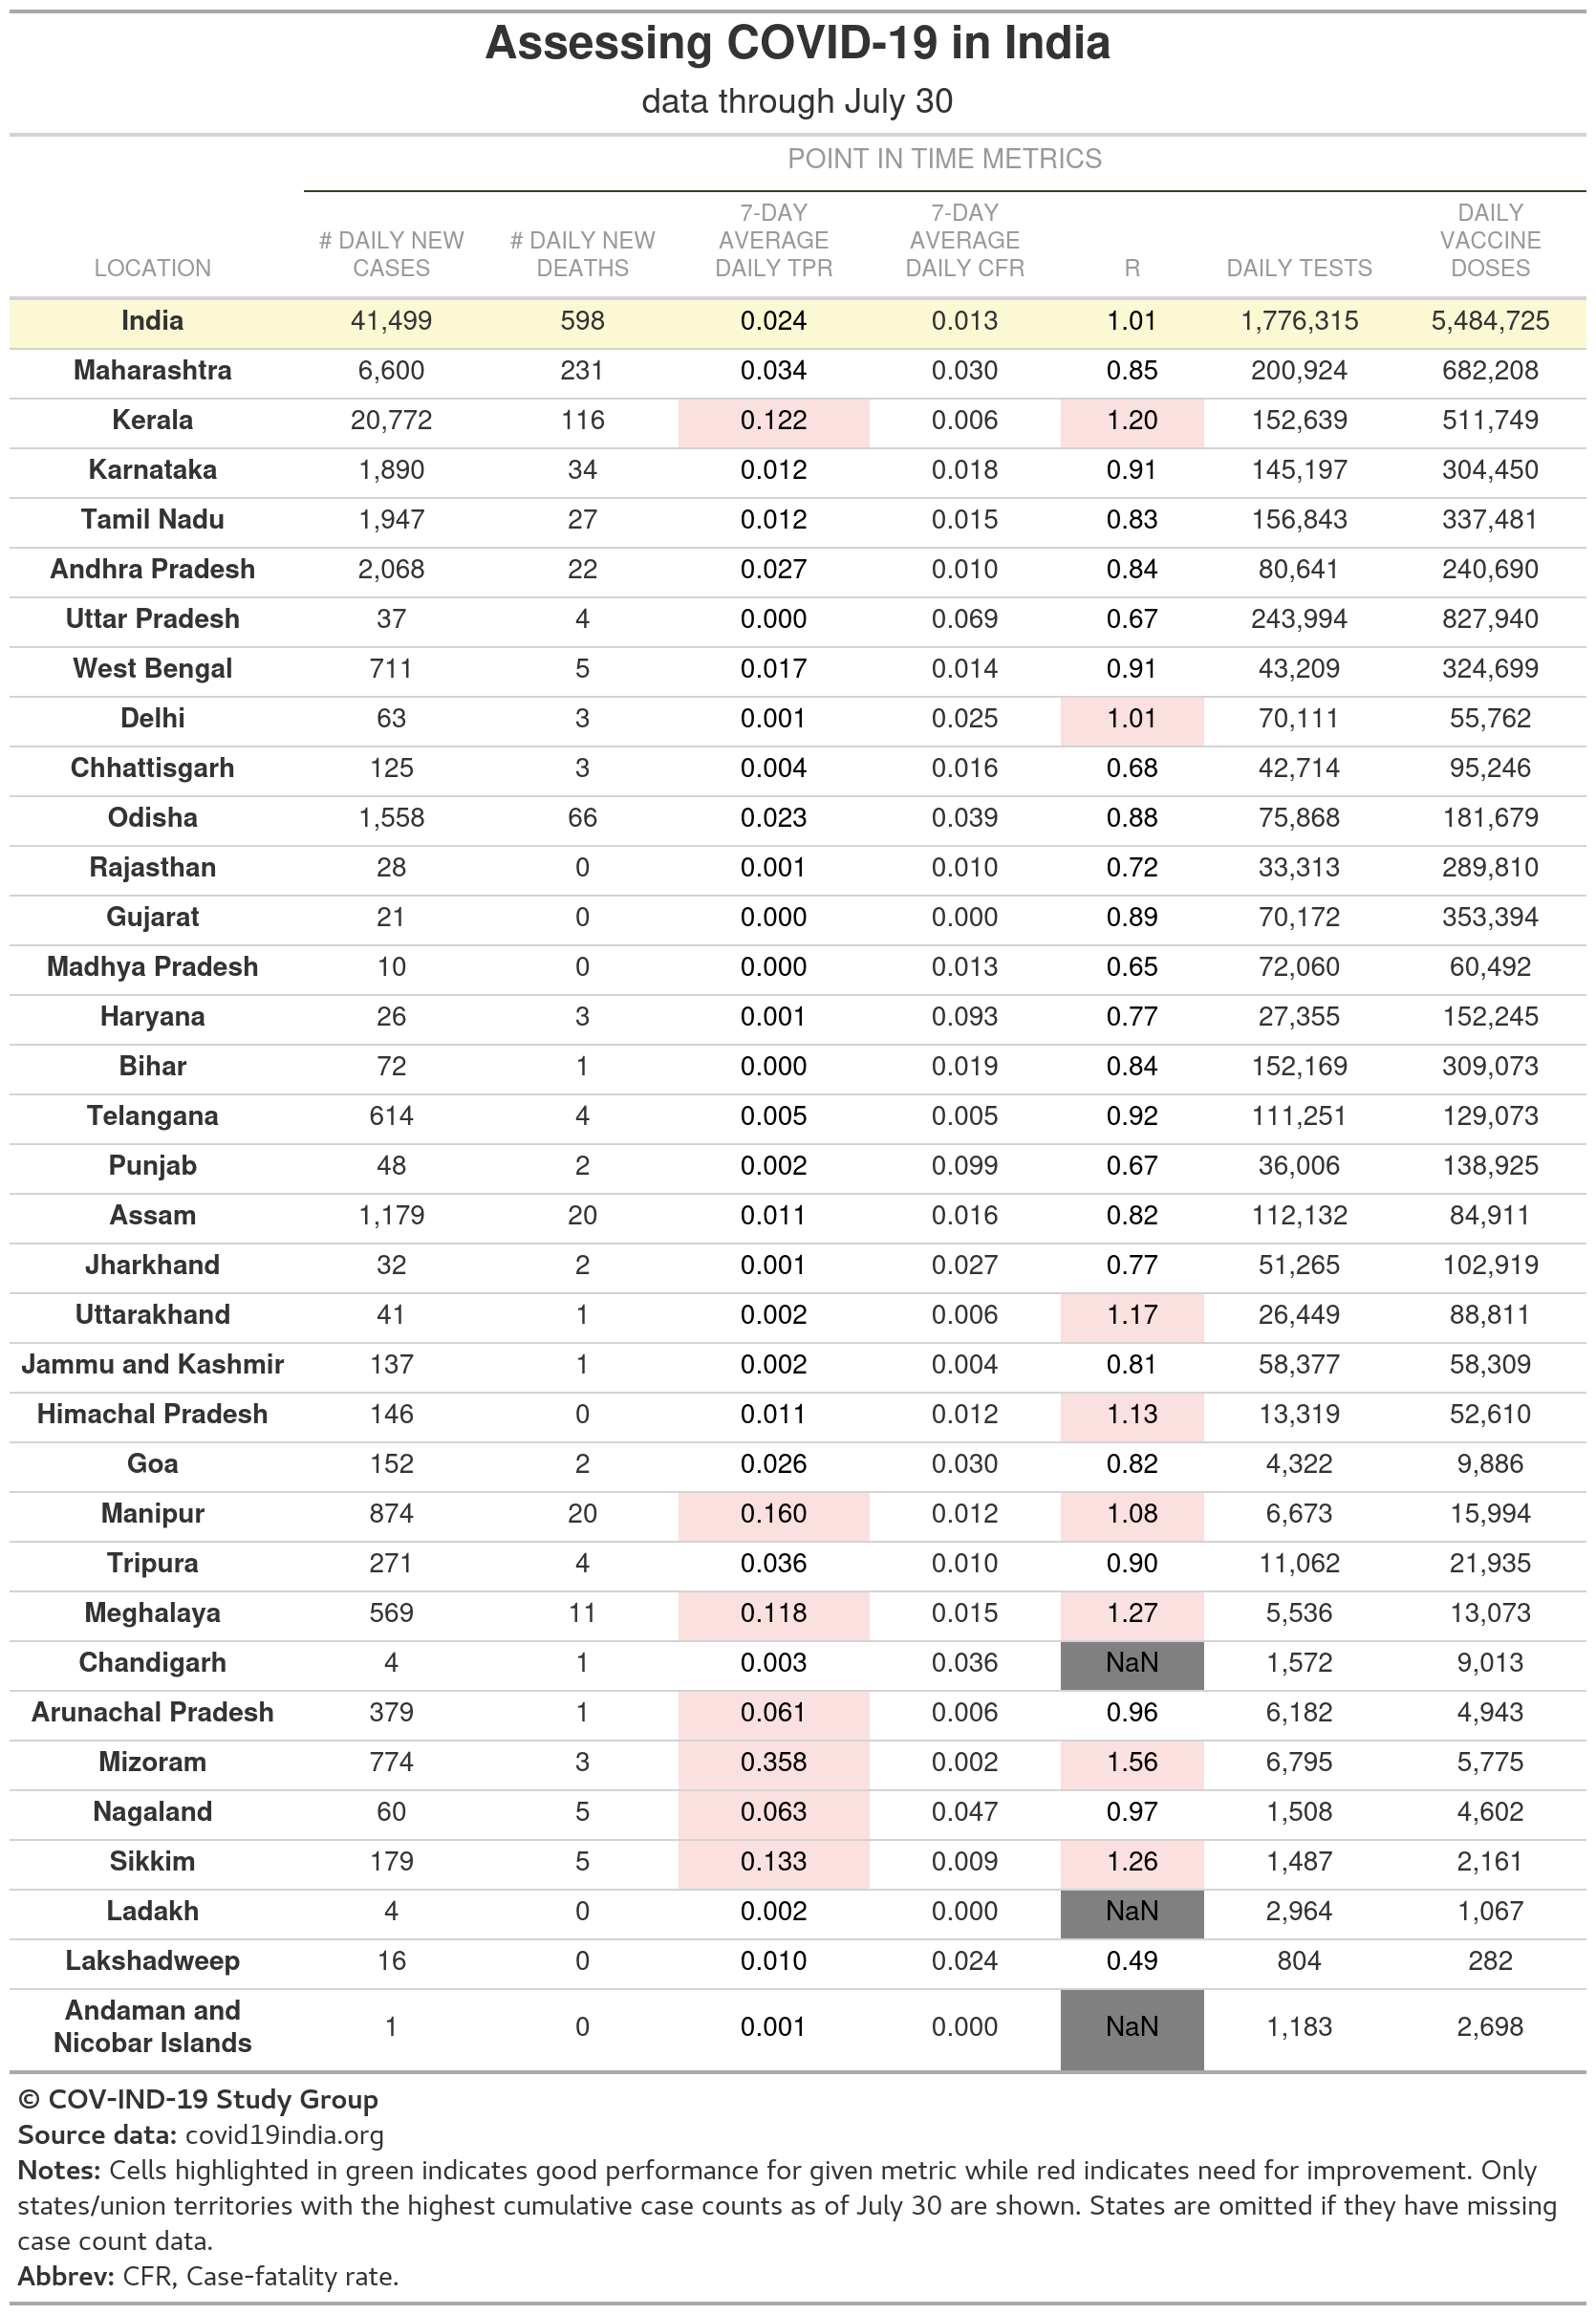 Assessing COVID-19 in India
data through July 30
POINT IN TIME METRICS
LOCATION # DAILY NEW CASES # DAILY NEW DEATHS 7-DAY AVERAGE DAILY TPR 7-DAY AVERAGE DAILY CFR R DAILY TESTS DAILY VACCINE DOSES
India 41,499 598 0.024 0.013 1.01 1,776,315 5,484,725
Maharashtra 6,600 231 0.034 0.030 0.85 200,924 682,208
Kerala 20,772 116 0.122 0.006 1.20 152,639 511,749
Karnataka 1,890 34 0.012 0.018 0.91 145,197 304,450
Tamil Nadu 1,947 27 0.012 0.015 0.83 156,843 337,481
Andhra Pradesh 2,068 22 0.027 0.010 0.84 80,641 240,690
Uttar Pradesh 37 4 0.000 0.069 0.67 243,994 827,940
West Bengal 711 5 0.017 0.014 0.91 43,209 324,699
Delhi 63 3 0.001 0.025 1.01 70,111 55,762
Chhattisgarh 125 3 0.004 0.016 0.68 42,714 95,246
Odisha 1,558 66 0.023 0.039 0.88 75,868 181,679
Rajasthan 28 0 0.001 0.010 0.72 33,313 289,810
Gujarat 21 0 0.000 0.000 0.89 70,172 353,394
Madhya Pradesh 10 0 0.000 0.013 0.65 72,060 60,492
Haryana 26 3 0.001 0.093 0.77 27,355 152,245
Bihar 72 1 0.000 0.019 0.84 152,169 309,073
Telangana 614 4 0.005 0.005 0.92 111,251 129,073
Punjab 48 2 0.002 0.099 0.67 36,006 138,925
Assam 1,179 20 0.011 0.016 0.82 112,132 84,911
Jharkhand 32 2 0.001 0.027 0.77 51,265 102,919
Uttarakhand 41 1 0.002 0.006 1.17 26,449 88,811
Jammu and Kashmir 137 1 0.002 0.004 0.81 58,377 58,309
Himachal Pradesh 146 0 0.011 0.012 1.13 13,319 52,610
Goa 152 2 0.026 0.030 0.82 4,322 9,886
Manipur 874 20 0.160 0.012 1.08 6,673 15,994
Tripura 271 4 0.036 0.010 0.90 11,062 21,935
Meghalaya 569 11 0.118 0.015 1.27 5,536 13,073
Chandigarh 4 1 0.003 0.036 NaN 1,572 9,013
Arunachal Pradesh 379 1 0.061 0.006 0.96 6,182 4,943
Mizoram 774 3 0.358 0.002 1.56 6,795 5,775
Nagaland 60 5 0.063 0.047 0.97 1,508 4,602
Sikkim 179 5 0.133 0.009 1.26 1,487 2,161
Ladakh 4 0 0.002 0.000 NaN 2,964 1,067
Lakshadweep 16 0 0.010 0.024 0.49 804 282
Andaman and Nicobar Islands 1 0 0.001 0.000 NaN 1,183 2,698
© COV-IND-19 Study Group
Source data: covid19india.org
Notes: Cells highlighted in green indicates good performance for given metric while red indicates need for improvement. Only
states/union territories with the highest cumulative case counts as of July 30 are shown. States are omitted if they have missing
case count data.
Abbrev: CFR, Case-fatality rate.